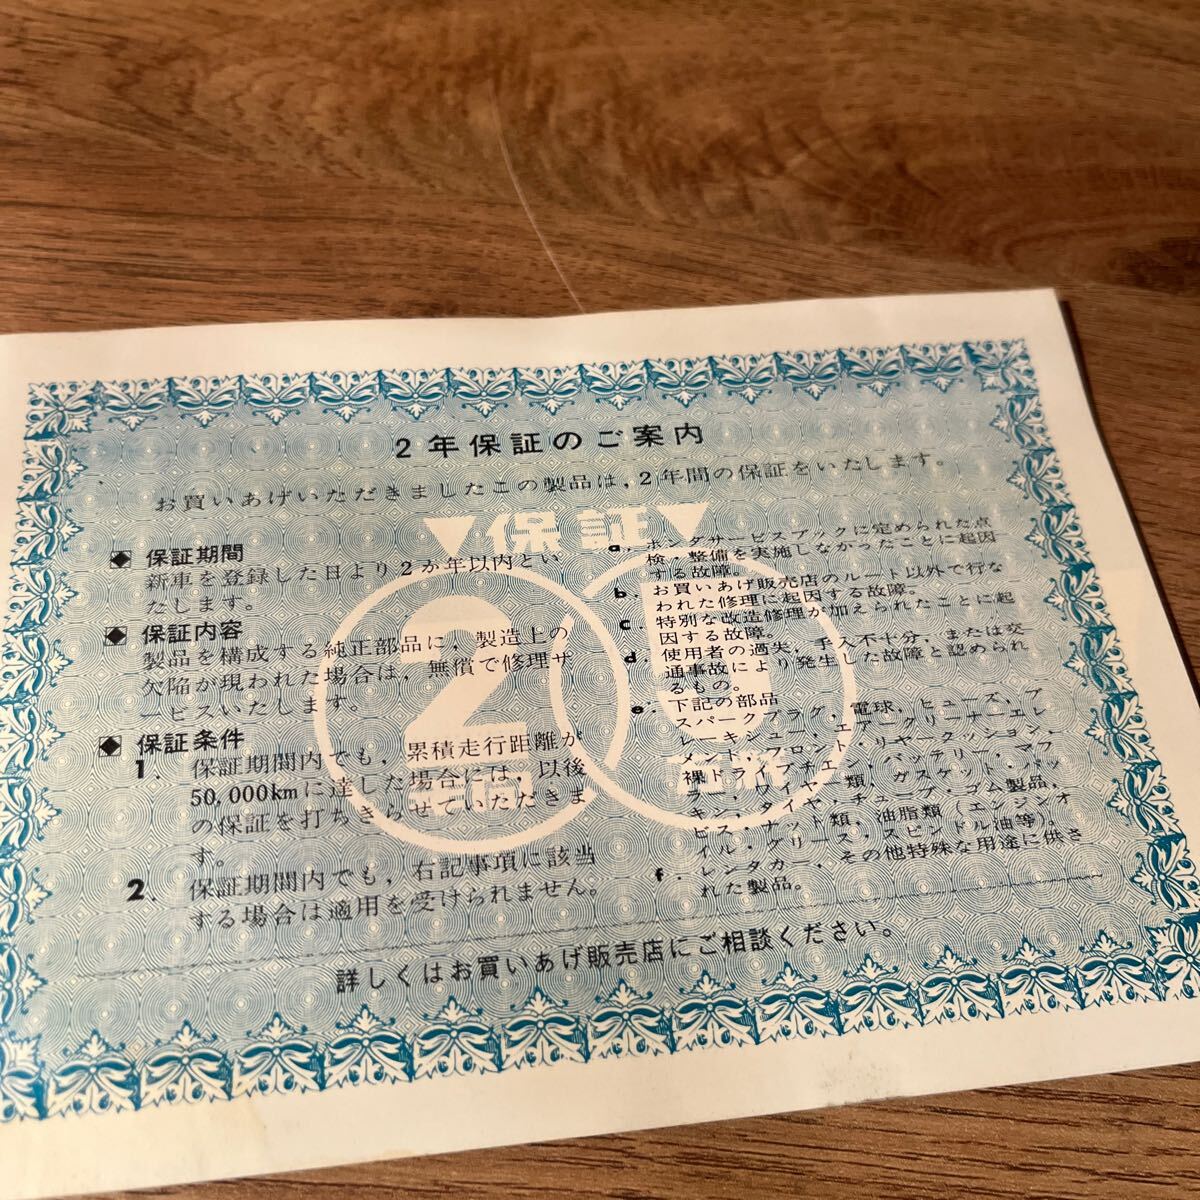 2年保証のご案内
お買いあげいただきましたこの製品は,2年間の保証をいたします。
▼保証▼
2
◆ 保証期間
新車を登録した日より2か年以内とい
たします。
◆ 保証内容
製品を構成する純正部品に,製造上の
欠陥が現われた場合は,無償で修理サ
ービスいたします。
◆ 保証条件
1. 保証期間内でも,累積走行距離が
50,000kmに達した場合には,以後
の保証を打ちきらせていただきま
す。
2. 保証期間内でも,右記事項に該当
する場合は適用を受けられません。
a. ホンダサービスブックに定められた点
検,整備を実施しなかったことに起因
する故障。
b. お買いあげ販売店のルート以外で行な
われた修理に起因する故障。
c. 特別な改造修理が加えられたことに起
因する故障。
d. 使用者の過失,手入不十分,または交
通事故により発生した故障と認められ
るもの。
e. 下記の部品
スパークプラグ,電球,ヒューズ,ブ
レーキシュー,エアークリーナーエレ
メント,フロント・リヤークッション,
裸ドライブチエン,バッテリー,マフ
ラー,ワイヤー類,ガスケット・パッ
キン,タイヤ,チューブ・ゴム製品,
ビス・ナット類,油脂類(エンジンオ
イル・グリース・スピンドル油等)。
f. レンタカー,その他特殊な用途に供さ
れた製品。
詳しくはお買いあげ販売店にご相談ください。